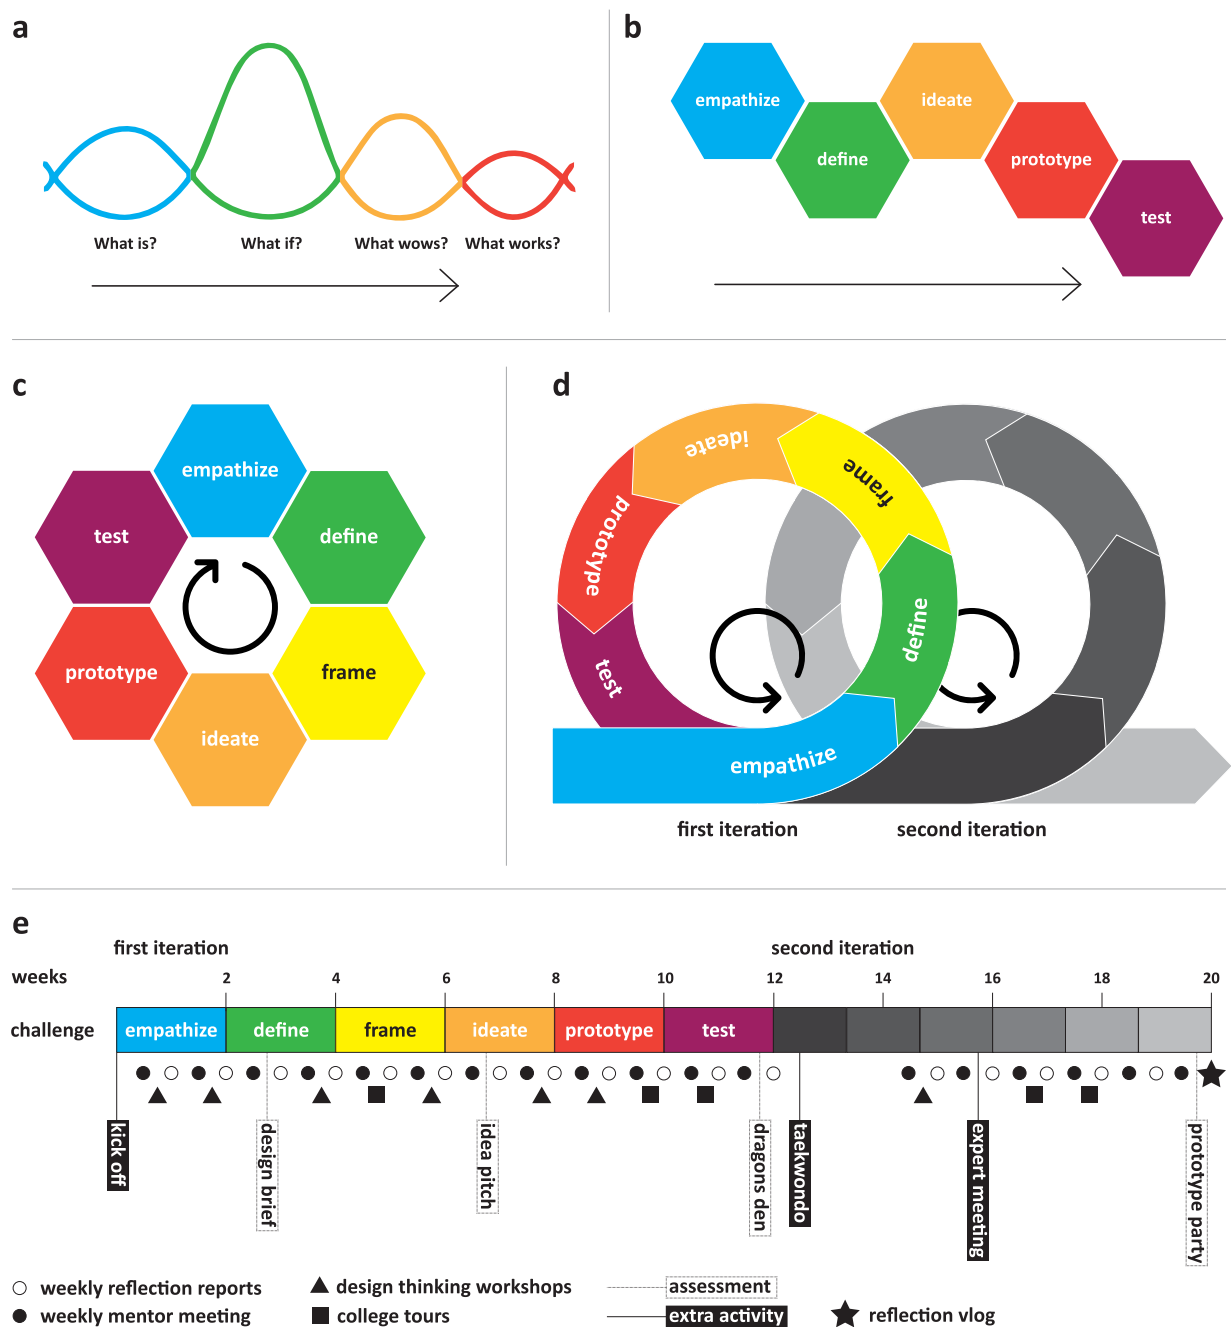 a
What is?
What if?
What wows?
What works?
b
empathize
define
ideate
prototype
test
c
empathize
define
frame
ideate
prototype
test
d
empathize
define
frame
ideate
prototype
test
first iteration
second iteration
e
first iteration
second iteration
weeks
2
4
6
8
10
12
14
16
18
20
challenge
empathize
define
frame
ideate
prototype
test
kick off
design brief
idea pitch
dragons den
taekwondo
expert meeting
prototype party
weekly reflection reports
design thinking workshops
assessment
weekly mentor meeting
college tours
extra activity
reflection vlog